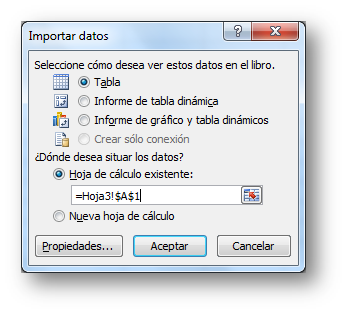 Importar datos
Seleccione cómo desea ver estos datos en el libro.
Tabla
Informe de tabla dinámica
Informe de gráfico y tabla dinámicos
Crear sólo conexión
¿Dónde desea situar los datos?
Hoja de cálculo existente:
=Hoja3!$A$1
Nueva hoja de cálculo
Propiedades... Aceptar Cancelar